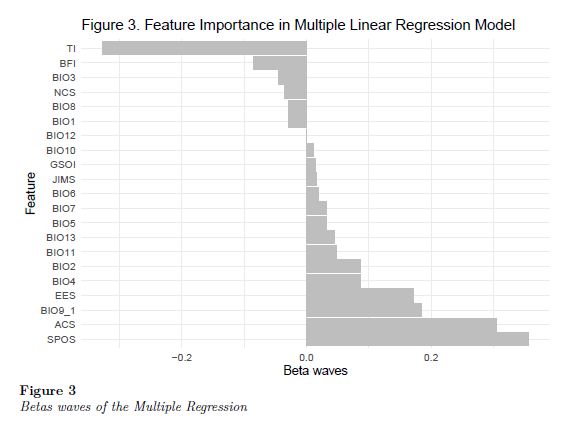 Figure 3. Feature Importance in Multiple Linear Regression Model
Feature
TI
BFI
BIO3
NCS
BIO8
BIO1
BIO12
BIO10
GSOI
JIMS
BIO6
BIO7
BIO5
BIO13
BIO11
BIO2
BIO4
EES
BIO9_1
ACS
SPOS
−0.2 0.0 0.2
Beta waves
Figure 3
Betas waves of the Multiple Regression